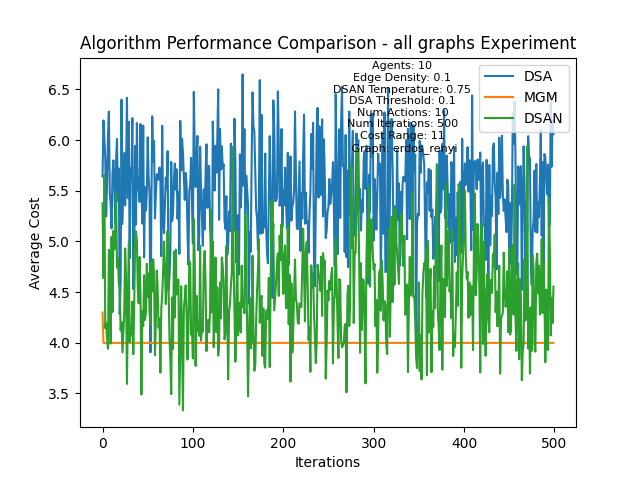 Algorithm Performance Comparison - all graphs Experiment
Agents: 10
Edge Density: 0.1
DSAN Temperature: 0.75
DSA Threshold: 0.1
Num Actions: 10
Num Iterations: 500
Cost Range: 11
Graph: erdos_renyi
DSA
MGM
DSAN
Average Cost
6.5
6.0
5.5
5.0
4.5
4.0
3.5
0
100
200
300
400
500
Iterations